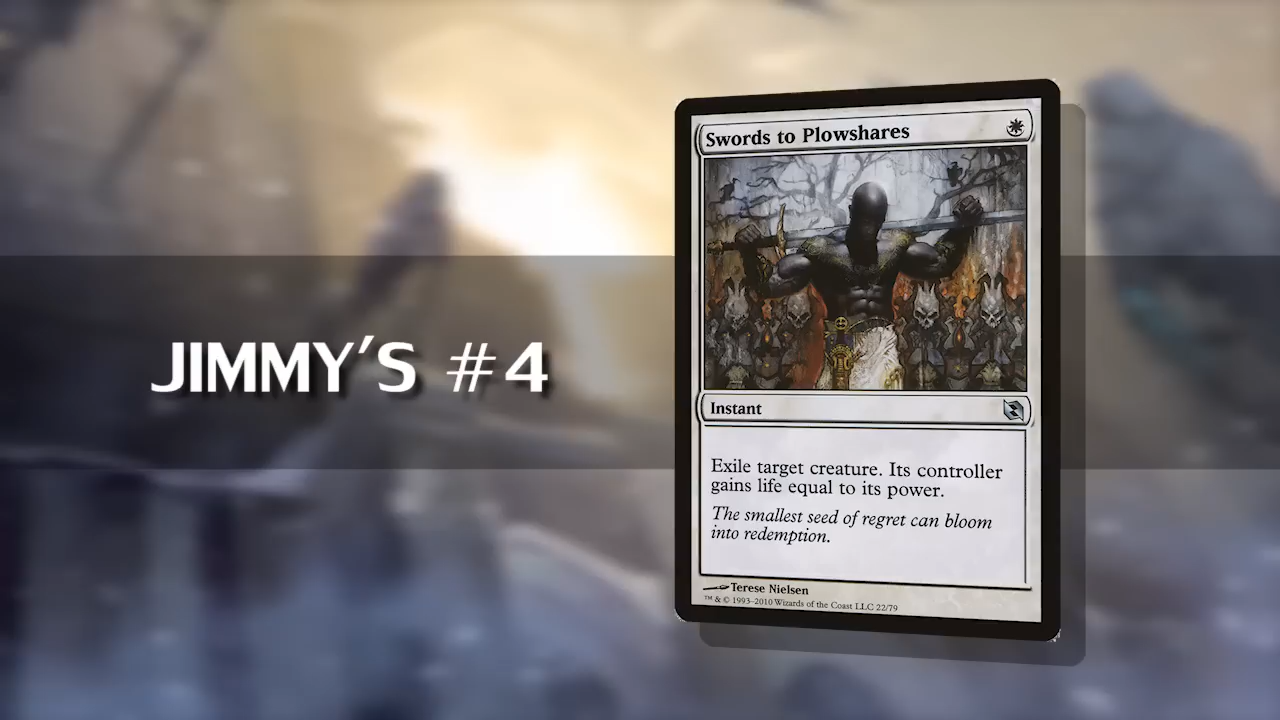 JIMMY'S #4
Swords to Plowshares
Instant
Exile target creature. Its controller
gains life equal to its power.
The smallest seed of regret can bloom
into redemption.
Terese Nielsen
™ & © 1993–2010 Wizards of the Coast LLC 22/79